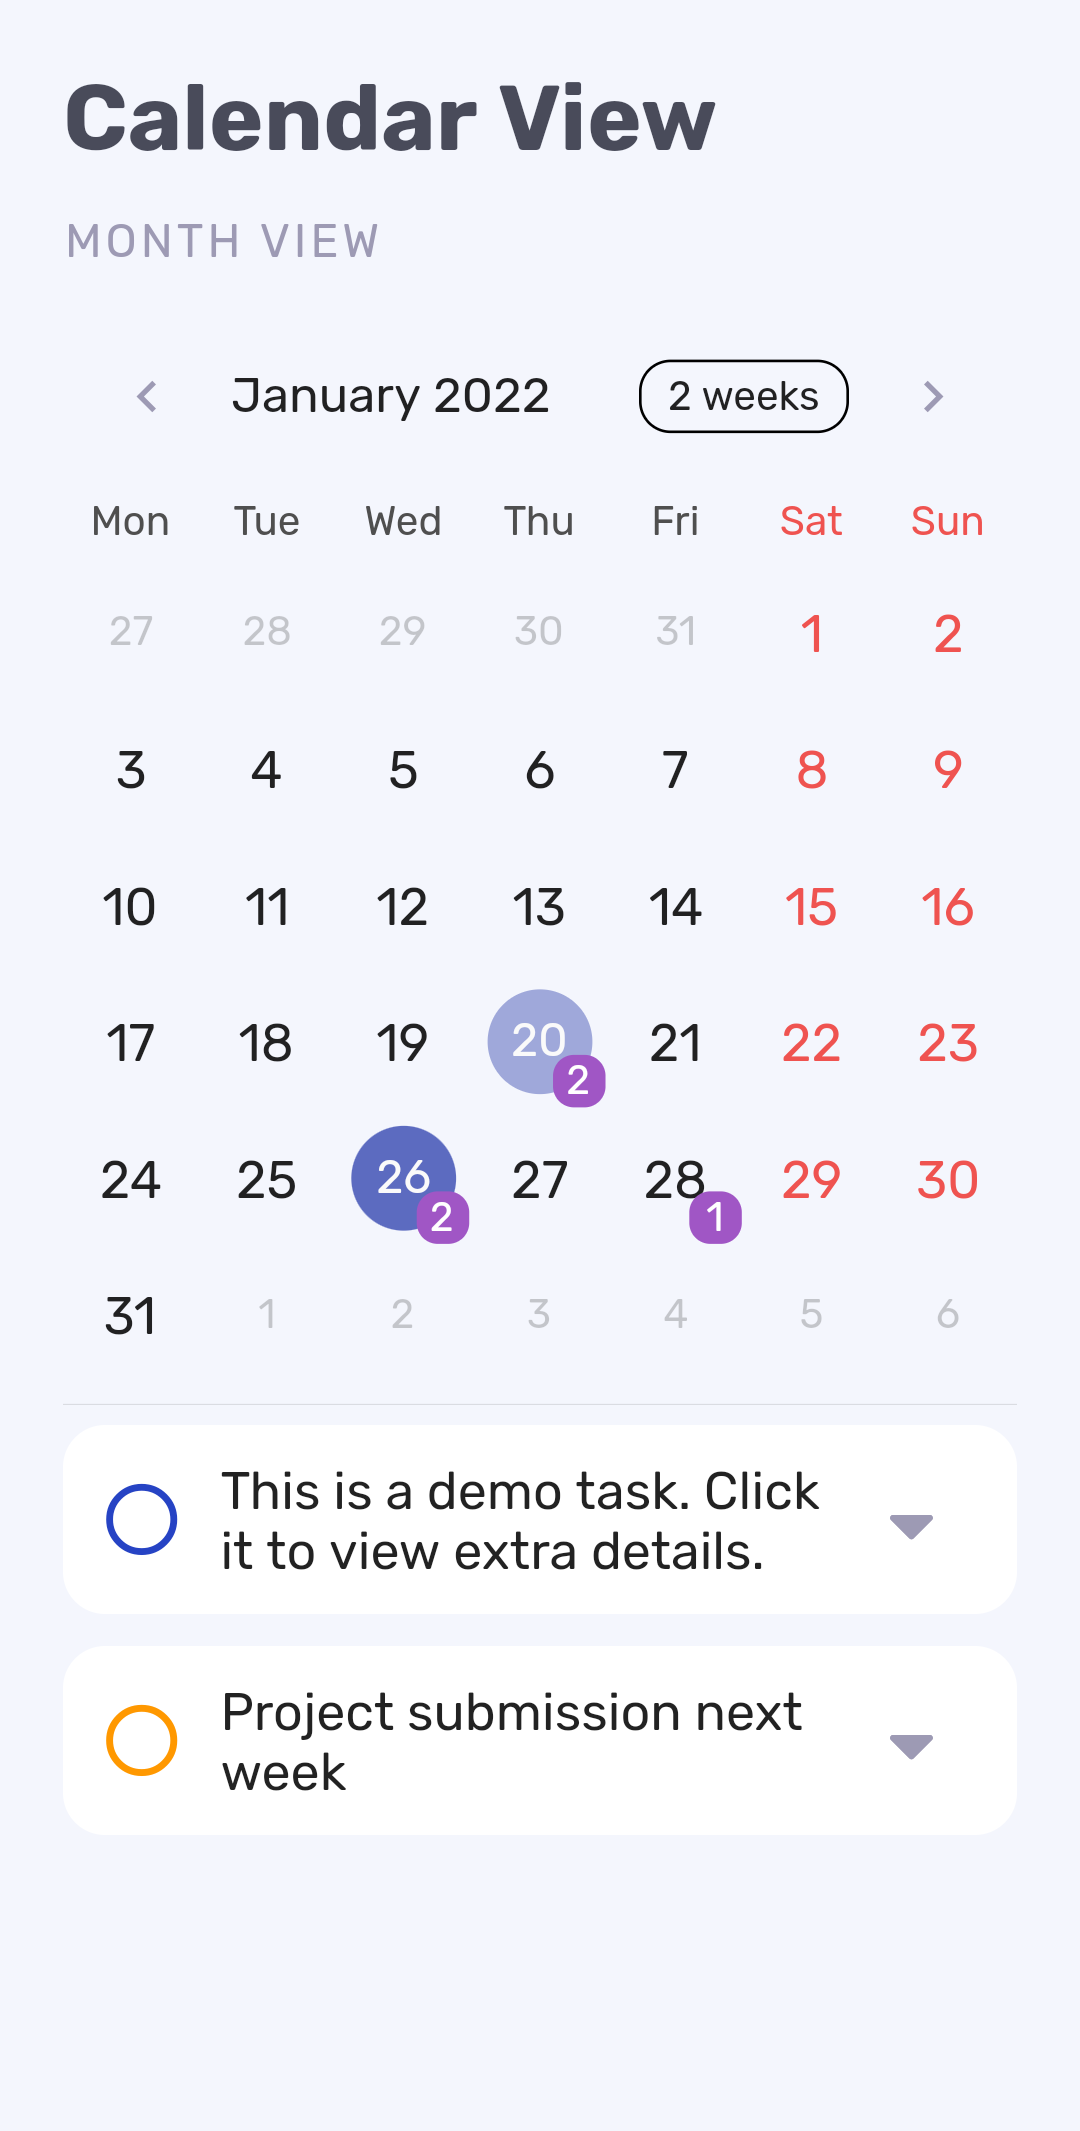 Calendar View
MONTH VIEW
January 2022 2 weeks
Mon Tue Wed Thu Fri Sat Sun
27 28 29 30 31 1 2
3 4 5 6 7 8 9
10 11 12 13 14 15 16
17 18 19 20 21 22 23
2
24 25 26 27 28 29 30
2 1
31 1 2 3 4 5 6
This is a demo task. Click
it to view extra details.
Project submission next
week